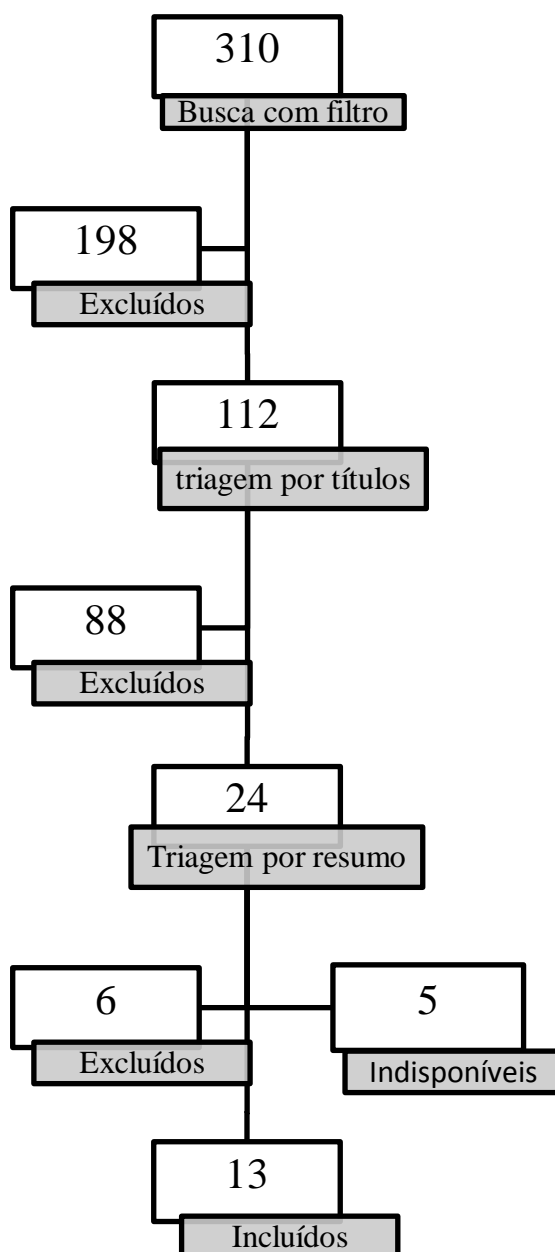 310
Busca com filtro
198
Excluídos
112
triagem por títulos
88
Excluídos
24
Triagem por resumo
6
Excluídos
5
Indisponíveis
13
Incluídos